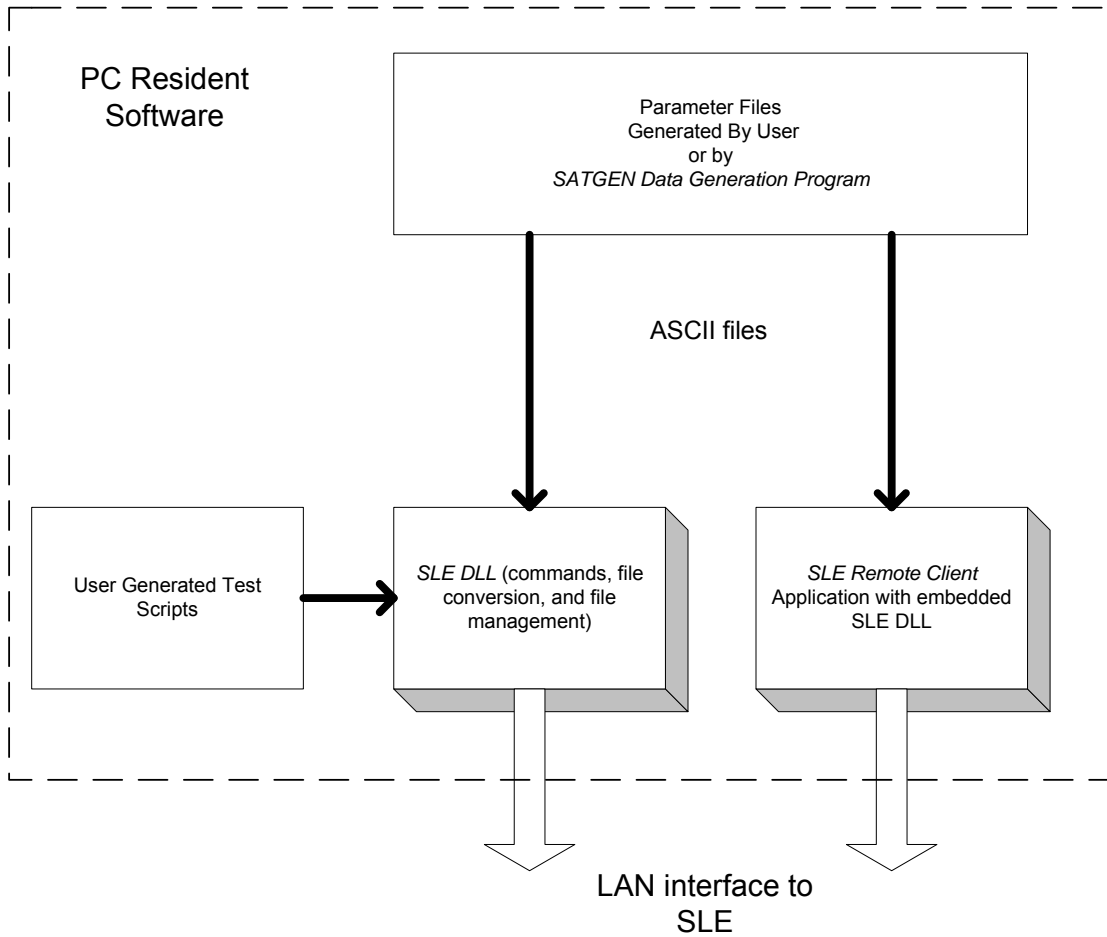 PC Resident
Software
Parameter Files
Generated By User
or by
SATGEN Data Generation Program
ASCII files
User Generated Test
Scripts
SLE DLL (commands, file
conversion, and file
management)
SLE Remote Client
Application with embedded
SLE DLL
LAN interface to
SLE